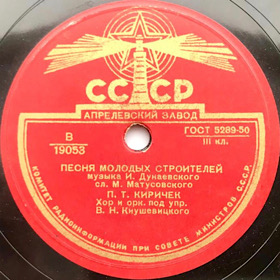 СССР
АПРЕЛЕВСКИЙ ЗАВОД
В
19053
ГОСТ 5289-50
III кл.
ПЕСНЯ МОЛОДЫХ СТРОИТЕЛЕЙ
музыка И. Дунаевского
сл. М. Матусовского
П. Т. КИРИЧЕК
Хор и орк. под упр.
В. Н. Кнушевицкого
КОМИТЕТ РАДИОИНФОРМАЦИИ ПРИ СОВЕТЕ МИНИСТРОВ СССР.